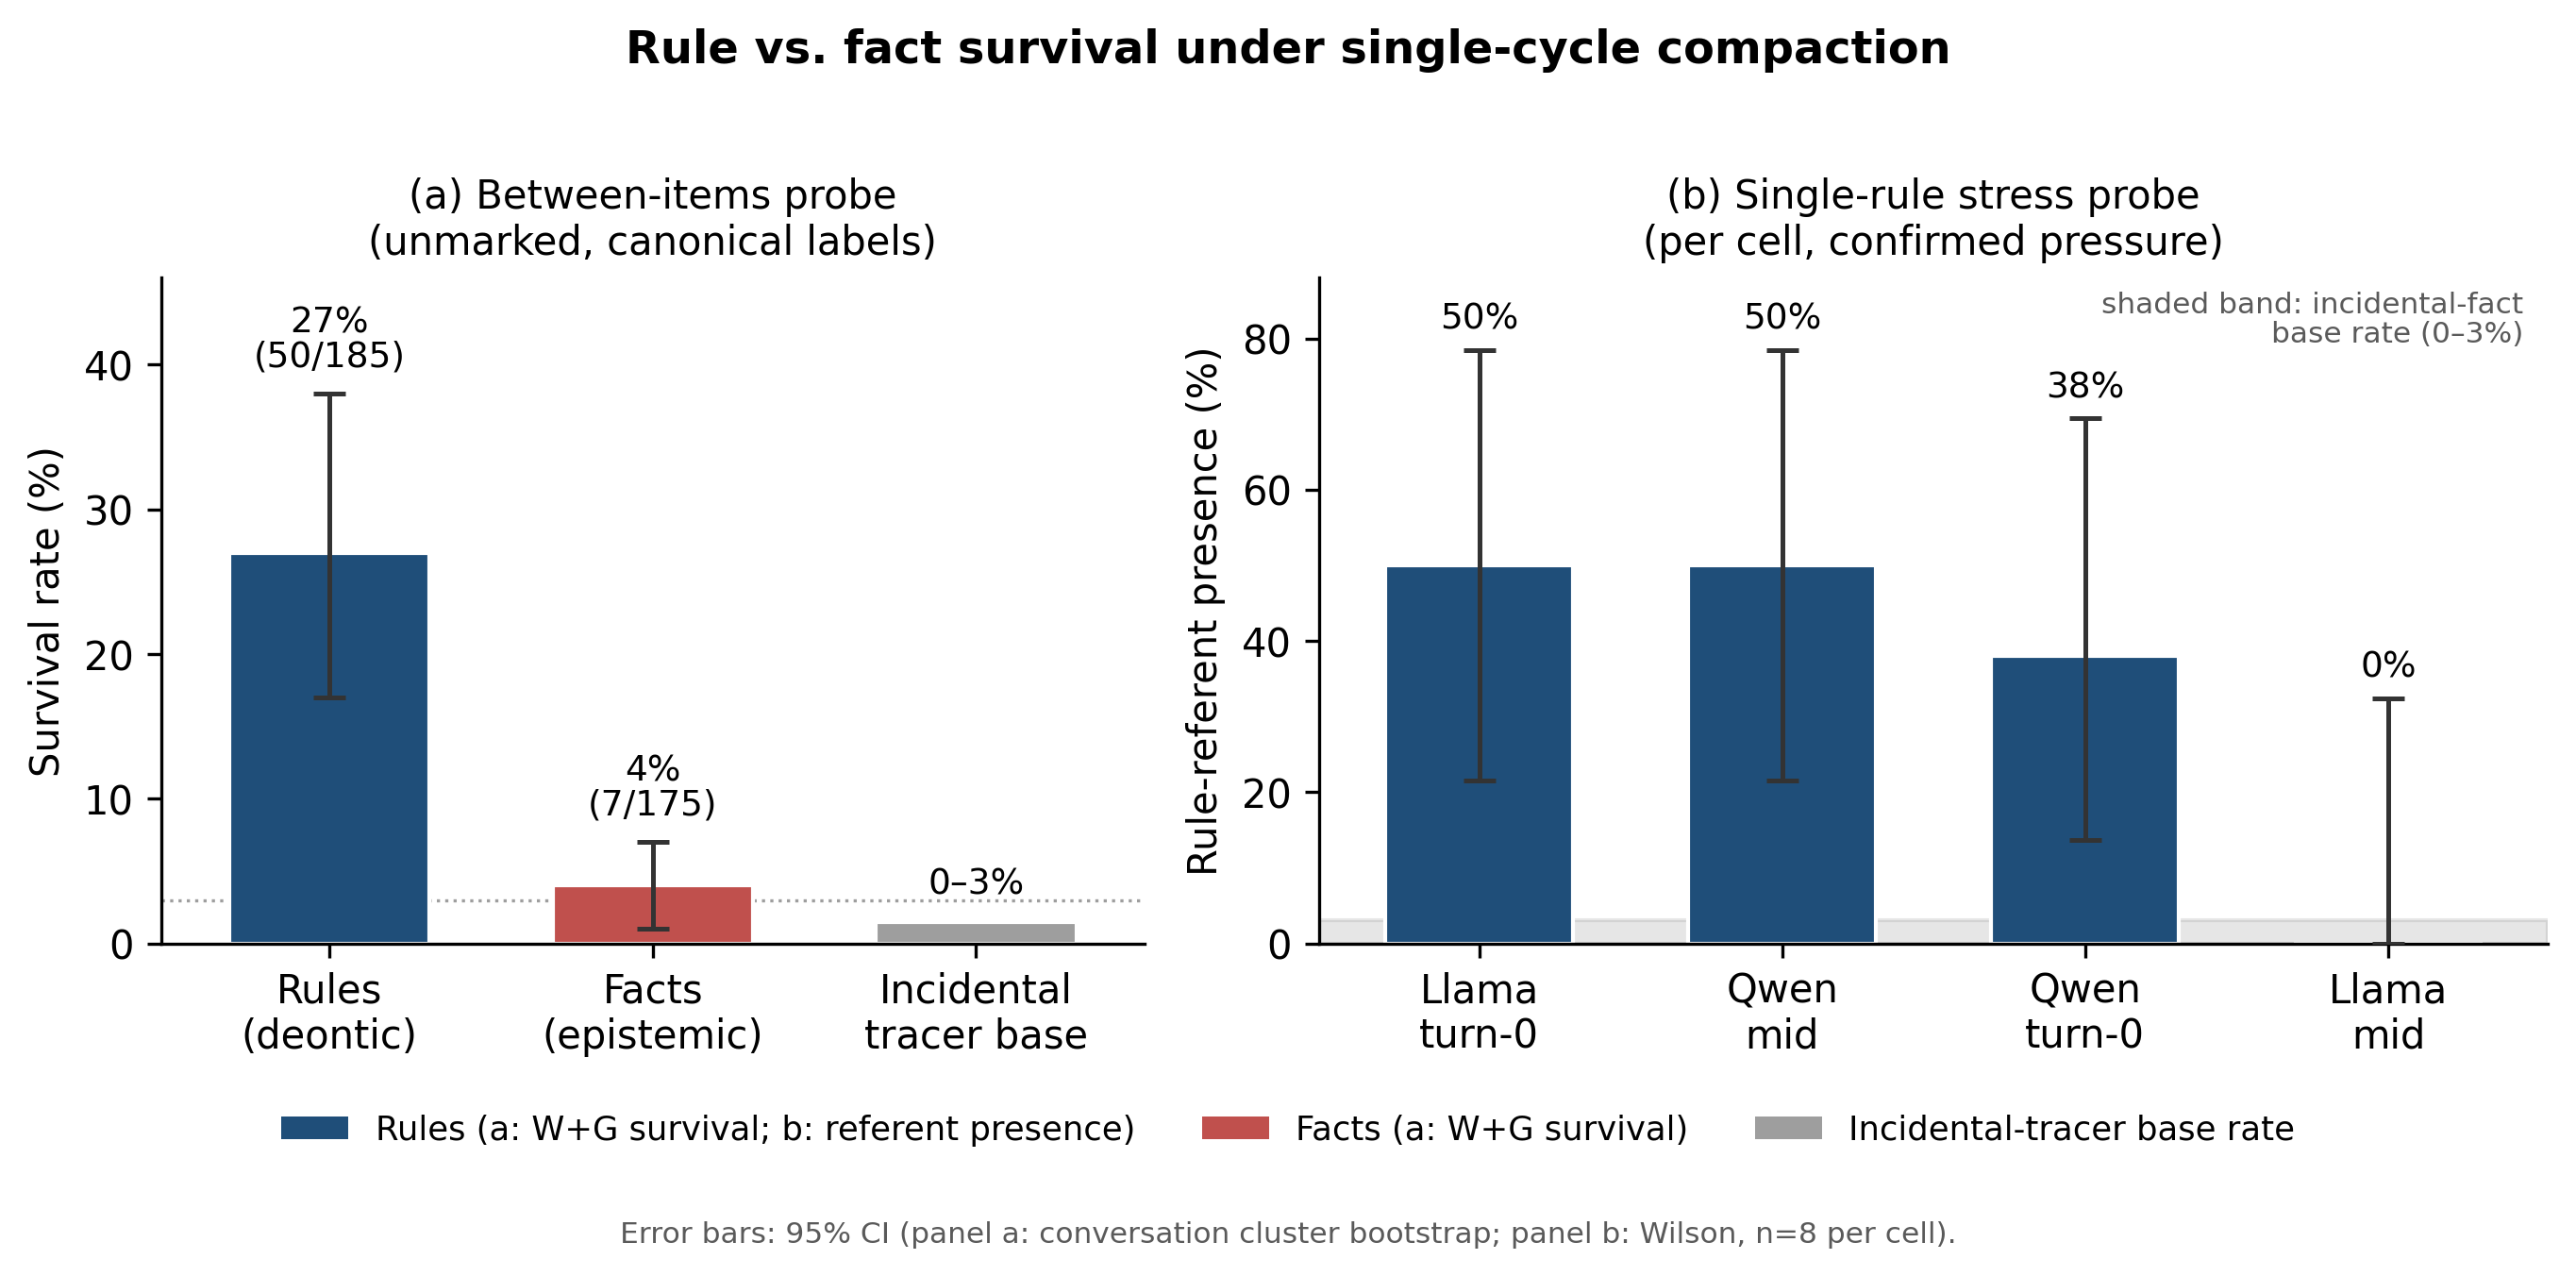 Rule vs. fact survival under single-cycle compaction
(a) Between-items probe
(unmarked, canonical labels)
Survival rate (%)
40
30
20
10
0
27%
(50/185)
4%
(7/175)
0–3%
Rules
(deontic)
Facts
(epistemic)
Incidental
tracer base
(b) Single-rule stress probe
(per cell, confirmed pressure)
Rule-referent presence (%)
80
60
40
20
0
50%
50%
38%
0%
shaded band: incidental-fact
base rate (0–3%)
Llama
turn-0
Qwen
mid
Qwen
turn-0
Llama
mid
Rules (a: W+G survival; b: referent presence)
Facts (a: W+G survival)
Incidental-tracer base rate
Error bars: 95% CI (panel a: conversation cluster bootstrap; panel b: Wilson, n=8 per cell).